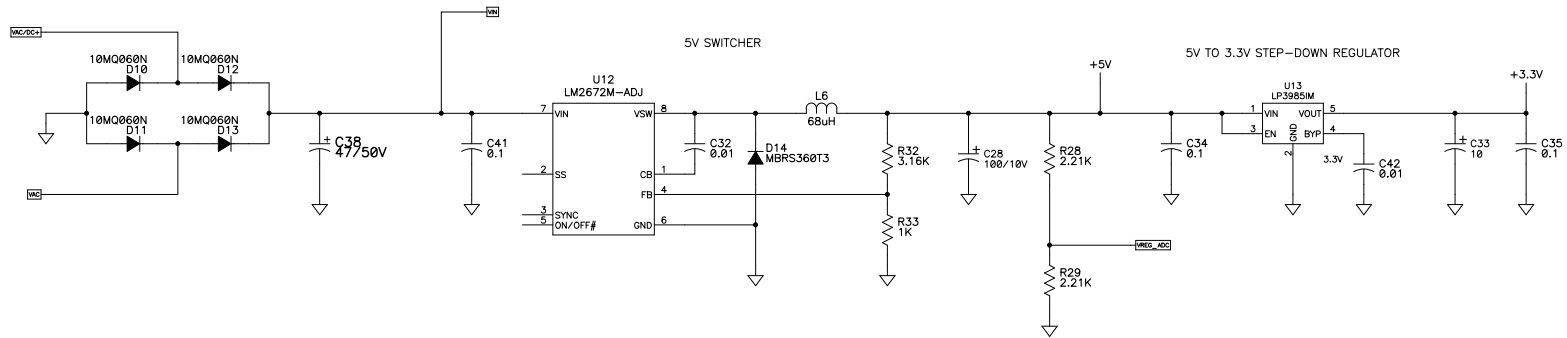 VIN
VAC/DC+
5V SWITCHER
5V TO 3.3V STEP-DOWN REGULATOR
10MQ060N
D10
10MQ060N
D12
+5V
+3.3V
U12
LM2672M-ADJ
L6
68uH
U13
LP3985IM
7
VIN
VSW
8
1
VIN
VOUT
5
3
EN
GND
2
BYP
4
10MQ060N
D11
10MQ060N
D13
C38
47/50V
+
C41
0.1
C32
0.01
D14
MBRS360T3
R32
3.16K
+
C28
100/10V
R28
2.21K
C34
0.1
3.3V
C42
0.01
+
C33
10
C35
0.1
2
SS
CB
1
FB
4
VAC
3
SYNC
5
ON/OFF#
GND
6
R33
1K
VREG_ADC
R29
2.21K